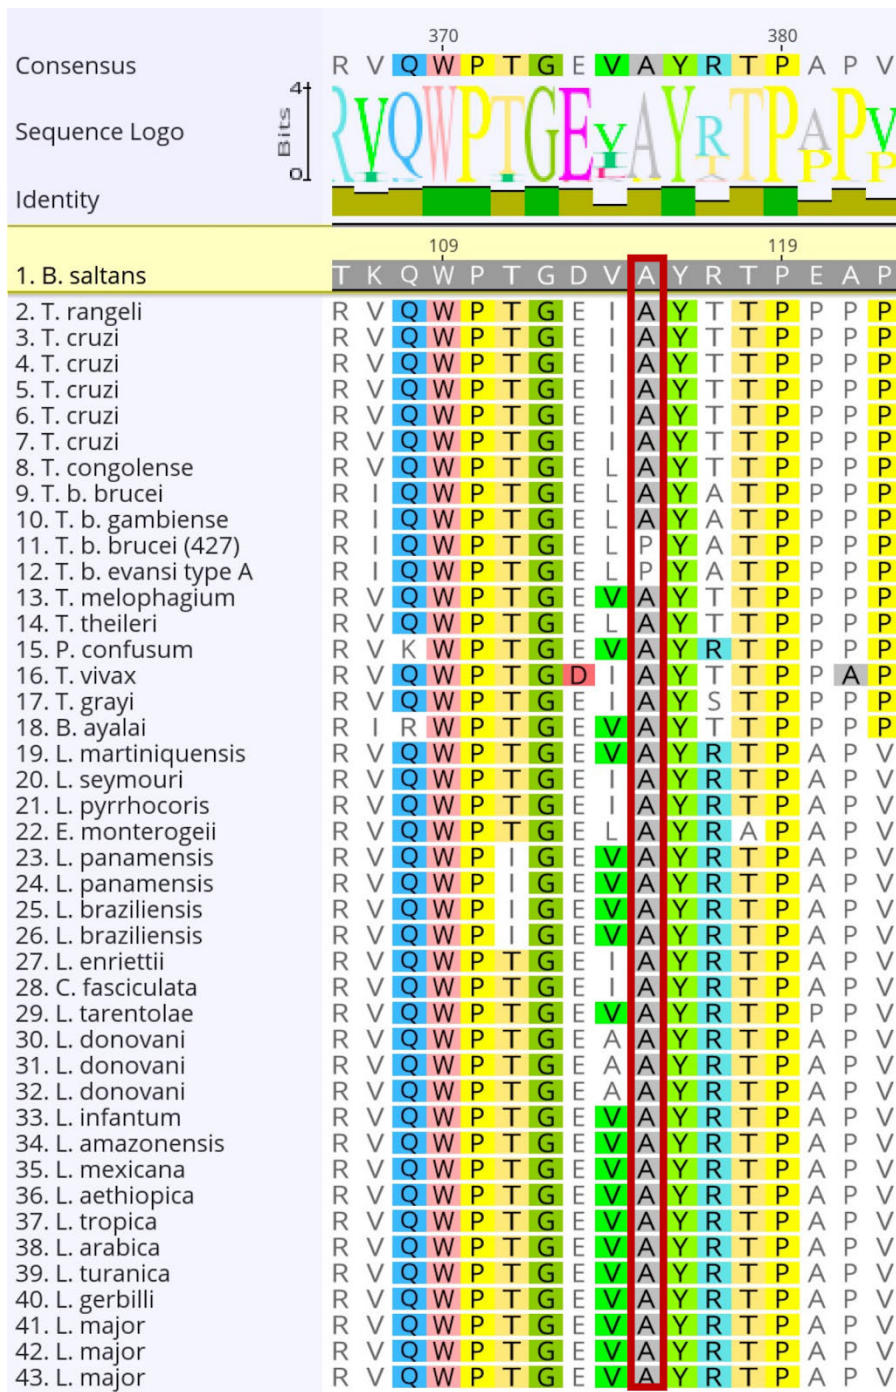 370 380
Consensus R V Q W P T G E V A Y R T P A P V
Sequence Logo Bits 4 0
Identity
109 119
1. B. saltans T K Q W P T G D V A Y R T P E A P
2. T. rangeli R V Q W P T G E I A Y T T P P P P
3. T. cruzi R V Q W P T G E I A Y T T P P P P
4. T. cruzi R V Q W P T G E I A Y T T P P P P
5. T. cruzi R V Q W P T G E I A Y T T P P P P
6. T. cruzi R V Q W P T G E I A Y T T P P P P
7. T. cruzi R V Q W P T G E I A Y T T P P P P
8. T. congolense R V Q W P T G E L A Y T T P P P P
9. T. b. brucei R I Q W P T G E L A Y A T P P P P
10. T. b. gambiense R I Q W P T G E L A Y A T P P P P
11. T. b. brucei (427) R I Q W P T G E L P Y A T P P P P
12. T. b. evansi type A R I Q W P T G E L P Y A T P P P P
13. T. melophagium R V Q W P T G E V A Y T T P P P P
14. T. theileri R V Q W P T G E L A Y T T P P P P
15. P. confusum R V K W P T G E V A Y R T P P P P
16. T. vivax R V Q W P T G D I A Y T T P P A P
17. T. grayi R V Q W P T G E I A Y S T P P P P
18. B. ayalai R I R W P T G E V A Y T T P P P P
19. L. martiniquensis R V Q W P T G E V A Y R T P A P V
20. L. seymouri R V Q W P T G E I A Y R T P A P V
21. L. pyrrhocoris R V Q W P T G E I A Y R T P A P V
22. E. monterogeii R V Q W P T G E L A Y R A P A P V
23. L. panamensis R V Q W P I G E V A Y R T P A P V
24. L. panamensis R V Q W P I G E V A Y R T P A P V
25. L. braziliensis R V Q W P I G E V A Y R T P A P V
26. L. braziliensis R V Q W P I G E V A Y R T P A P V
27. L. enriettii R V Q W P T G E I A Y R T P A P V
28. C. fasciculata R V Q W P T G E I A Y R T P A P V
29. L. tarentolae R V Q W P T G E V A Y R T P P P V
30. L. donovani R V Q W P T G E A A Y R T P A P V
31. L. donovani R V Q W P T G E A A Y R T P A P V
32. L. donovani R V Q W P T G E A A Y R T P A P V
33. L. infantum R V Q W P T G E V A Y R T P A P V
34. L. amazonensis R V Q W P T G E V A Y R T P A P V
35. L. mexicana R V Q W P T G E V A Y R T P A P V
36. L. aethiopica R V Q W P T G E V A Y R T P A P V
37. L. tropica R V Q W P T G E V A Y R T P A P V
38. L. arabica R V Q W P T G E V A Y R T P A P V
39. L. turanica R V Q W P T G E V A Y R T P A P V
40. L. gerbilli R V Q W P T G E V A Y R T P A P V
41. L. major R V Q W P T G E V A Y R T P A P V
42. L. major R V Q W P T G E V A Y R T P A P V
43. L. major R V Q W P T G E V A Y R T P A P V